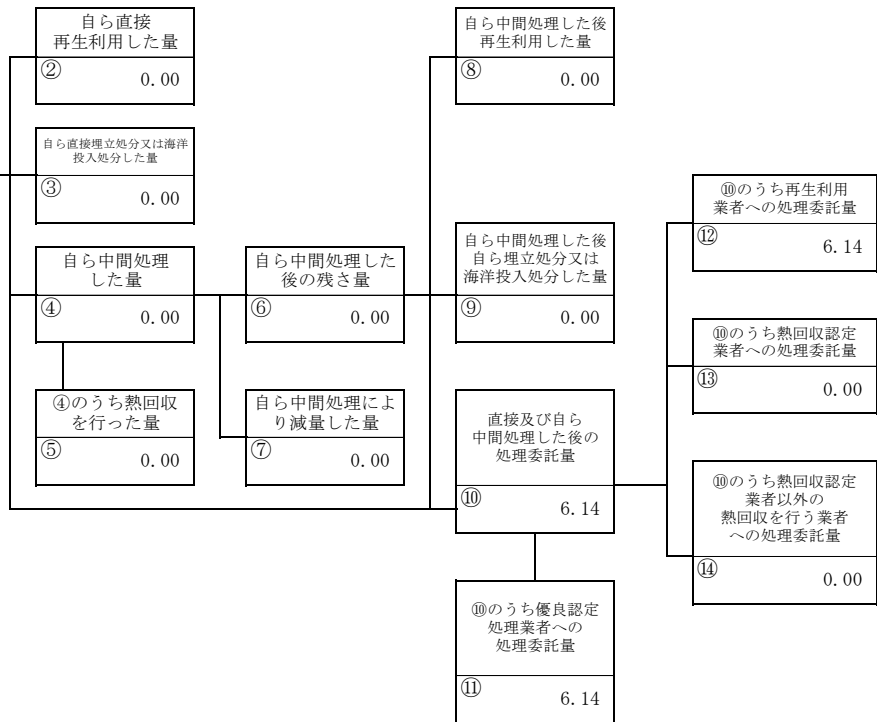 自ら直接
再生利用した量
②
0.00
自ら直接埋立処分又は海洋
投入処分した量
③
0.00
自ら中間処理
した量
④
0.00
④のうち熱回収
を行った量
⑤
0.00
自ら中間処理した
後の残さ量
⑥
0.00
自ら中間処理によ
り減量した量
⑦
0.00
自ら中間処理した後
再生利用した量
⑧
0.00
自ら中間処理した後
自ら埋立処分又は
海洋投入処分した量
⑨
0.00
直接及び自ら
中間処理した後の
処理委託量
⑩
6.14
⑩のうち優良認定
処理業者への
処理委託量
⑪
6.14
⑩のうち再生利用
業者への処理委託量
⑫
6.14
⑩のうち熱回収認定
業者への処理委託量
⑬
0.00
⑩のうち熱回収認定
業者以外の
熱回収を行う業者
への処理委託量
⑭
0.00